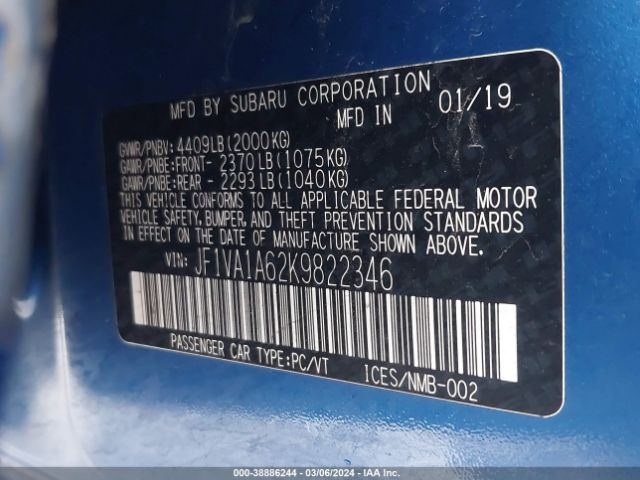 MFD BY SUBARU CORPORATION
MFD IN 01/19
GVWR/PNBV: 4409LB(2000KG)
GAWR/PNBE:FRONT- 2370LB(1075KG)
GAWR/PNBE:REAR - 2293LB(1040KG)
THIS VEHICLE CONFORMS TO ALL APPLICABLE FEDERAL MOTOR
VEHICLE SAFETY, BUMPER, AND THEFT PREVENTION STANDARDS
IN EFFECT ON THE DATE OF MANUFACTURE SHOWN ABOVE.
VIN: JF1VA1A62K9822346
PASSENGER CAR TYPE:PC/VT ICES/NMB-002
000-38886244 - 03/06/2024 - IAAI.COM